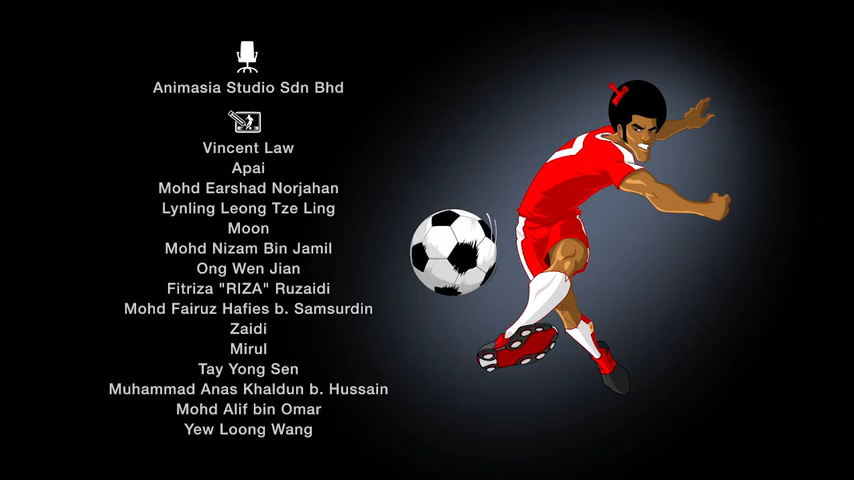 Animasia Studio Sdn Bhd
Vincent Law
Apai
Mohd Earshad Norjahan
Lynling Leong Tze Ling
Moon
Mohd Nizam Bin Jamil
Ong Wen Jian
Fitriza "RIZA" Ruzaidi
Mohd Fairuz Hafies b. Samsurdin
Zaidi
Mirul
Tay Yong Sen
Muhammad Anas Khaldun b. Hussain
Mohd Alif bin Omar
Yew Loong Wang